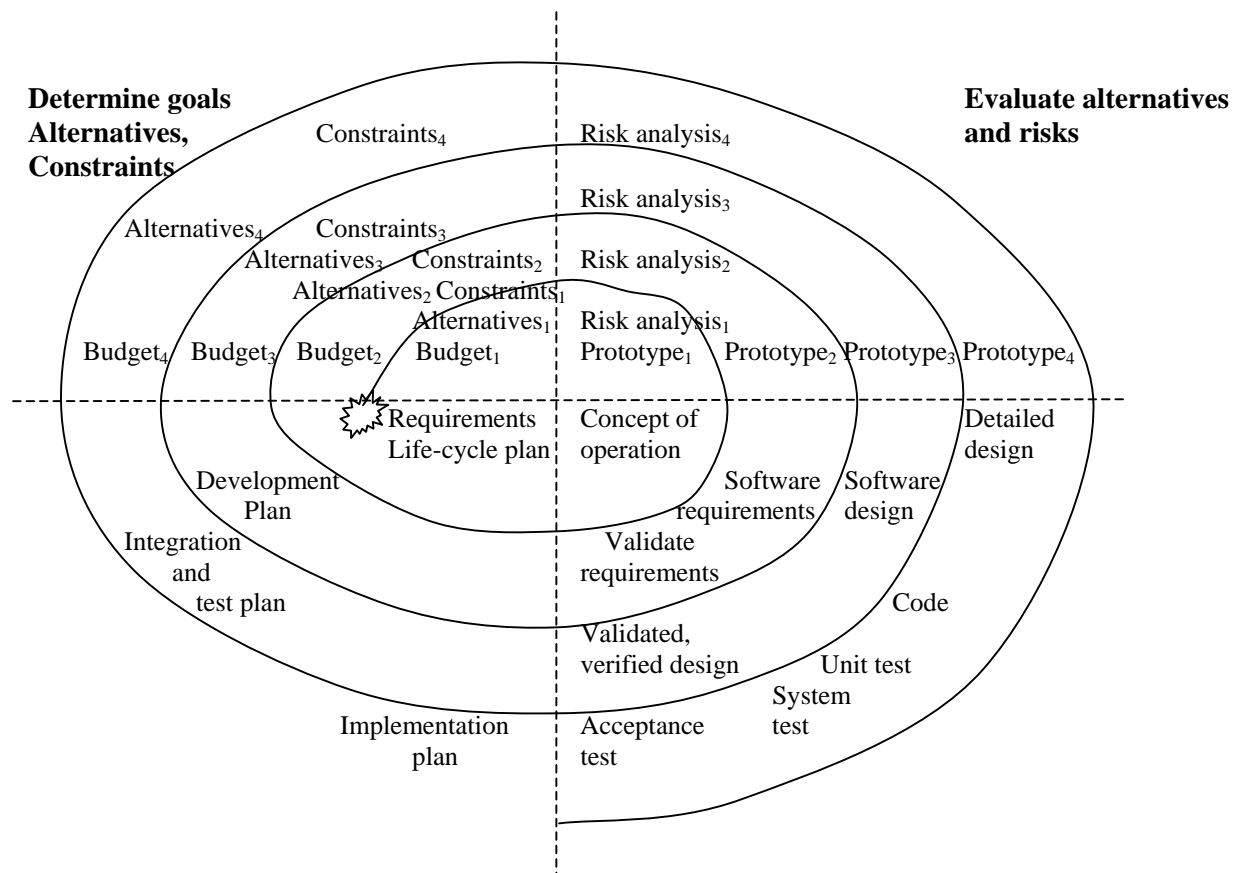 Determine goals
Alternatives,
Constraints
Evaluate alternatives
and risks
Constraints₄
Risk analysis₄
Alternatives₄
Constraints₃
Risk analysis₃
Alternatives₃
Constraints₂
Risk analysis₂
Alternatives₂
Constraints₁
Alternatives₁
Risk analysis₁
Budget₄
Budget₃
Budget₂
Budget₁
Prototype₁
Prototype₂
Prototype₃
Prototype₄
Requirements
Life-cycle plan
Concept of
operation
Detailed
design
Development
Plan
Software
requirements
Software
design
Integration
and
test plan
Validate
requirements
Code
Validated,
verified design
Unit test
System
test
Implementation
plan
Acceptance
test